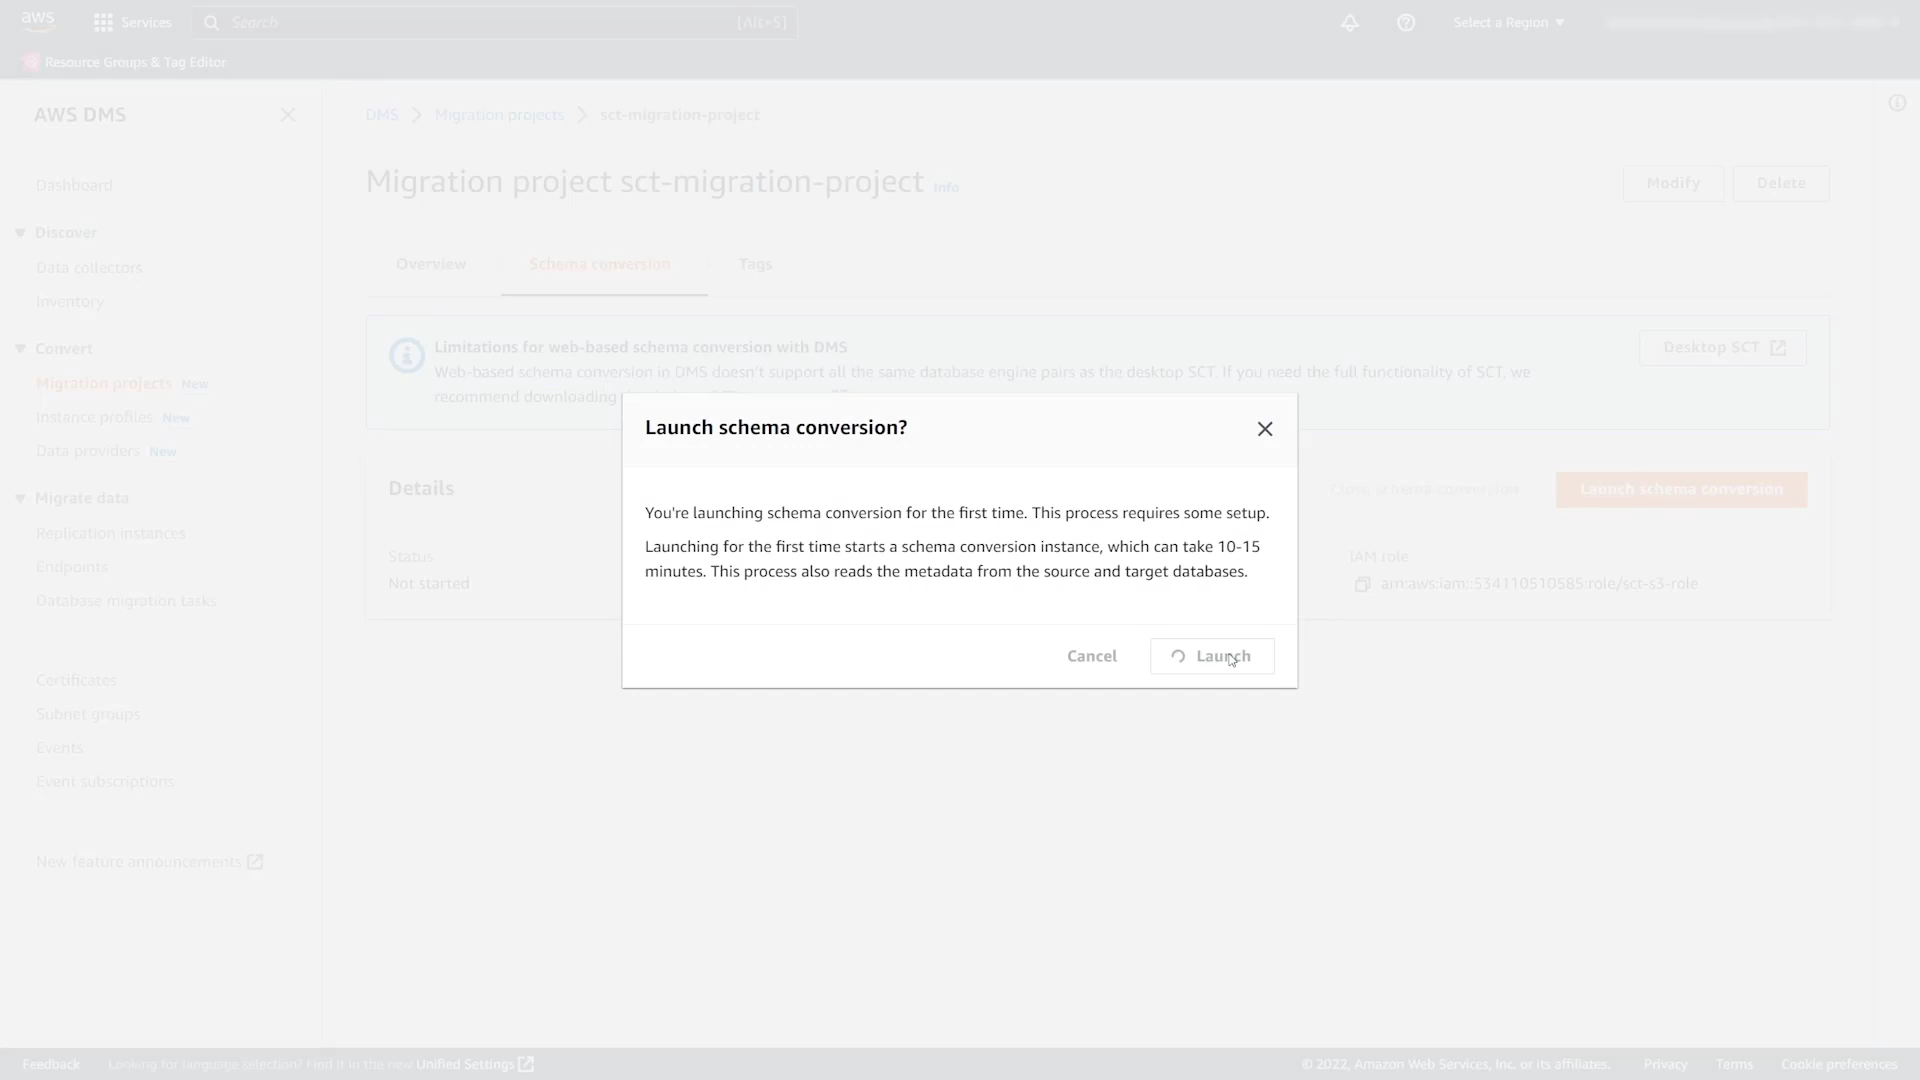 aws
Services
Search
[Alt+S]
Select a Region
Resource Groups & Tag Editor
AWS DMS
DMS
Migration projects
sct-migration-project
Dashboard
Migration project sct-migration-project
Info
Modify
Delete
Discover
Data collectors
Inventory
Overview
Schema conversion
Tags
Convert
Migration projects New
Instance profiles New
Data providers New
Limitations for web-based schema conversion with DMS
Web-based schema conversion in DMS doesn't support all the same database engine pairs as the desktop SCT. If you need the full functionality of SCT, we
recommend downloading
Desktop SCT
Launch schema conversion?
You're launching schema conversion for the first time. This process requires some setup.
Launching for the first time starts a schema conversion instance, which can take 10-15
minutes. This process also reads the metadata from the source and target databases.
Cancel
Launch
Details
schema conversion
Launch schema conversion
Status
Not started
IAM role
arn:aws:iam::534110510585:role/sct-s3-role
Migrate data
Replication instances
Endpoints
Database migration tasks
Certificates
Subnet groups
Events
Event subscriptions
New feature announcements
Feedback
Looking for language selection? Find it in the new Unified Settings
© 2022, Amazon Web Services, Inc. or its affiliates.
Privacy
Terms
Cookie preferences